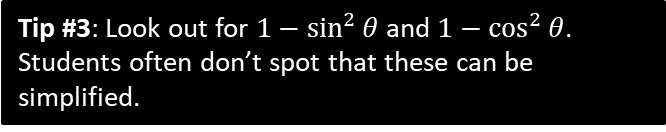 Tip #3: Look out for 1 − sin² θ and 1 − cos² θ.
Students often don’t spot that these can be
simplified.